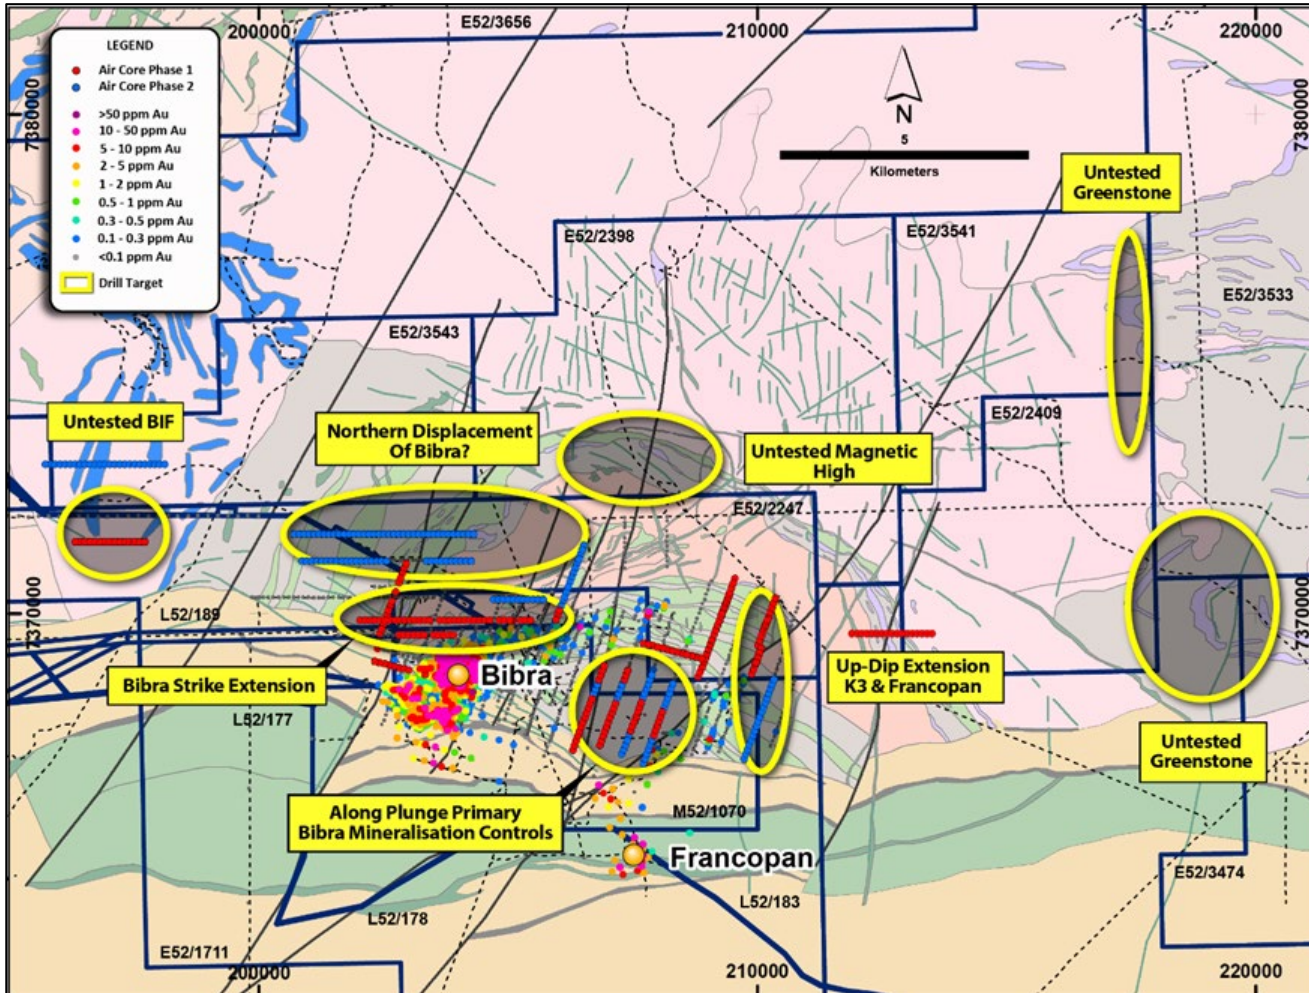 E52/3656
200000
210000
220000
LEGEND
Air Core Phase 1
Air Core Phase 2
>50 ppm Au
10 - 50 ppm Au
5 - 10 ppm Au
2 - 5 ppm Au
1 - 2 ppm Au
0.5 - 1 ppm Au
0.3 - 0.5 ppm Au
0.1 - 0.3 ppm Au
<0.1 ppm Au
Drill Target
7380000
7380000
N
5
Kilometers
Untested
Greenstone
E52/2398
E52/3541
E52/3533
E52/3543
E52/2409
Untested BIF
Northern Displacement
Of Bibra?
Untested Magnetic
High
E52/2247
7370000
7370000
L52/189
Bibra
Bibra Strike Extension
Up-Dip Extension
K3 & Francopan
L52/177
Untested
Greenstone
Along Plunge Primary
Bibra Mineralisation Controls
M52/1070
Francopan
E52/3474
L52/183
L52/178
E52/1711
200000
210000
220000